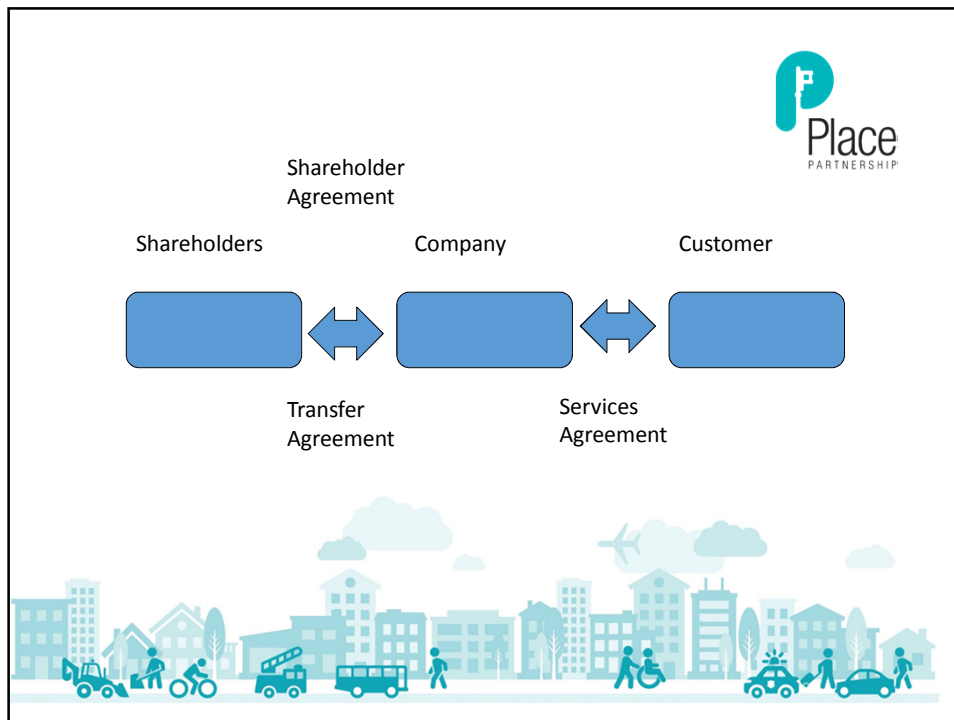 Place
PARTNERSHIP
Shareholder
Agreement
Shareholders
Company
Customer
Transfer
Agreement
Services
Agreement